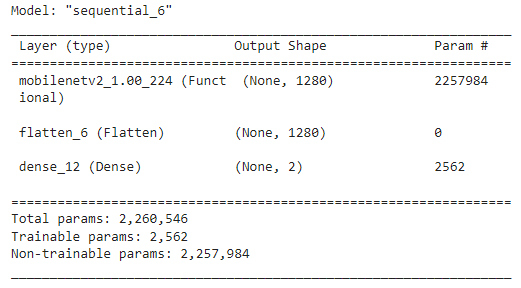 Model: "sequential_6"
Layer (type) Output Shape Param #
mobilenetv2_1.00_224 (Funct (None, 1280) 2257984
ional)
flatten_6 (Flatten) (None, 1280) 0
dense_12 (Dense) (None, 2) 2562
Total params: 2,260,546
Trainable params: 2,562
Non-trainable params: 2,257,984